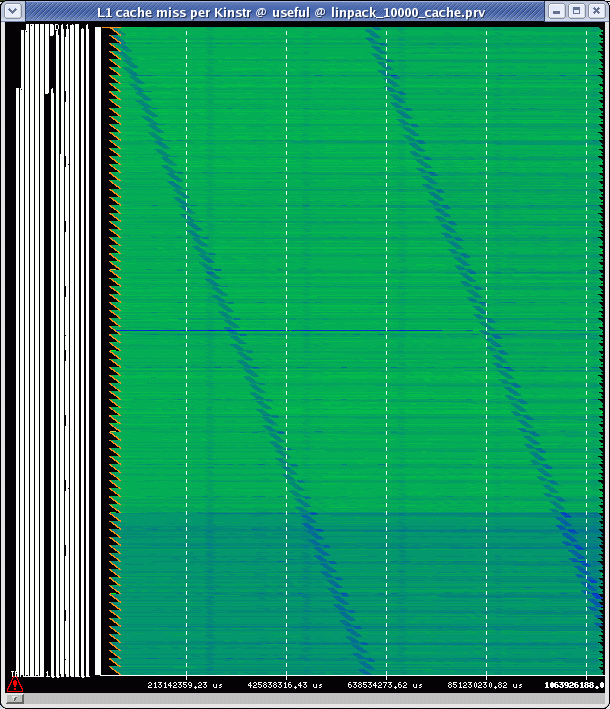 L1 cache miss per Kinstr @ useful @ linpack_10000_cache.prv
213142359.23 us 425838316.43 us 638534273.62 us 851230230.82 us 1063926188.0